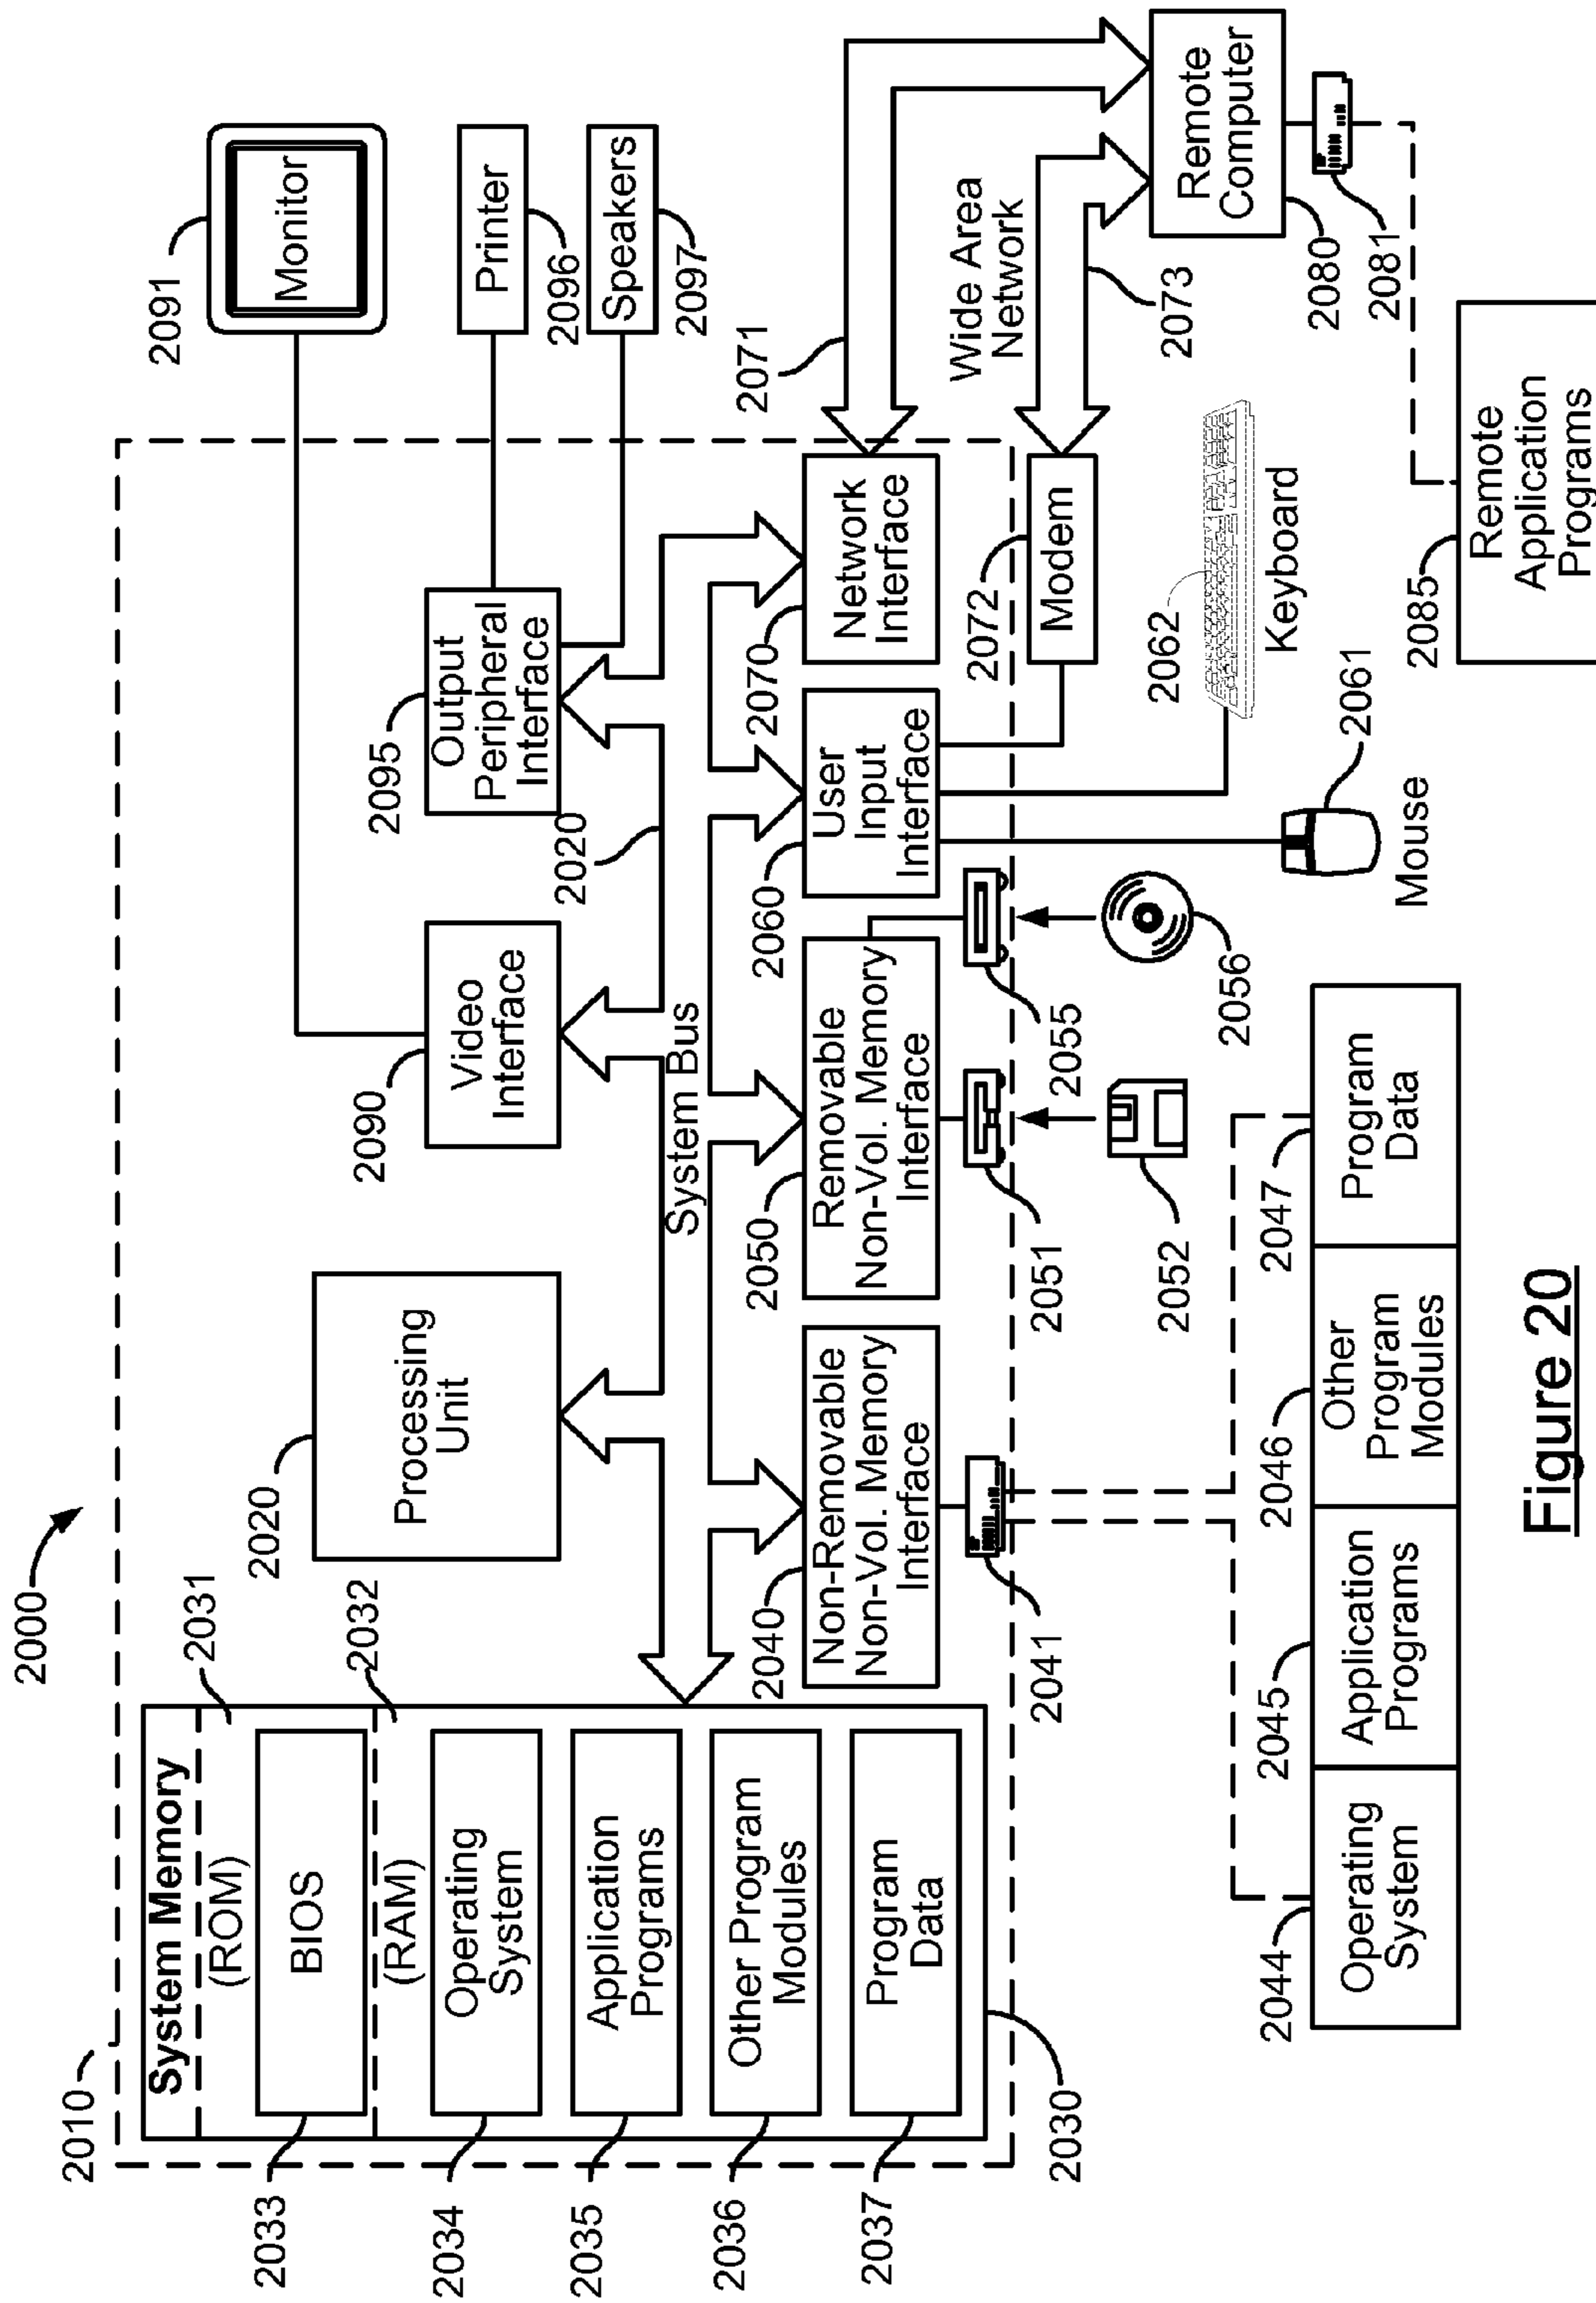 2000
2010
System Memory
(ROM)
2031
BIOS
2033
(RAM)
2032
Operating
System
2034
Application
Programs
2035
Other Program
Modules
2036
Program
Data
2037
2030
2020
Processing
Unit
2090
Video
Interface
2095
Output
Peripheral
Interface
2091
Monitor
Printer
2096
Speakers
2097
2020
System Bus
2040
Non-Removable
Non-Vol. Memory
Interface
2050
Removable
Non-Vol. Memory
Interface
2060
User
Input
Interface
2070
Network
Interface
2071
2041
2051
2055
2072
Modem
Wide Area
Network
2073
2052
2056
2062
Keyboard
2061
Mouse
Remote
Computer
2080
2081
2044
Operating
System
2045
Application
Programs
2046
Other
Program
Modules
2047
Program
Data
2085
Remote
Application
Programs
Figure 20